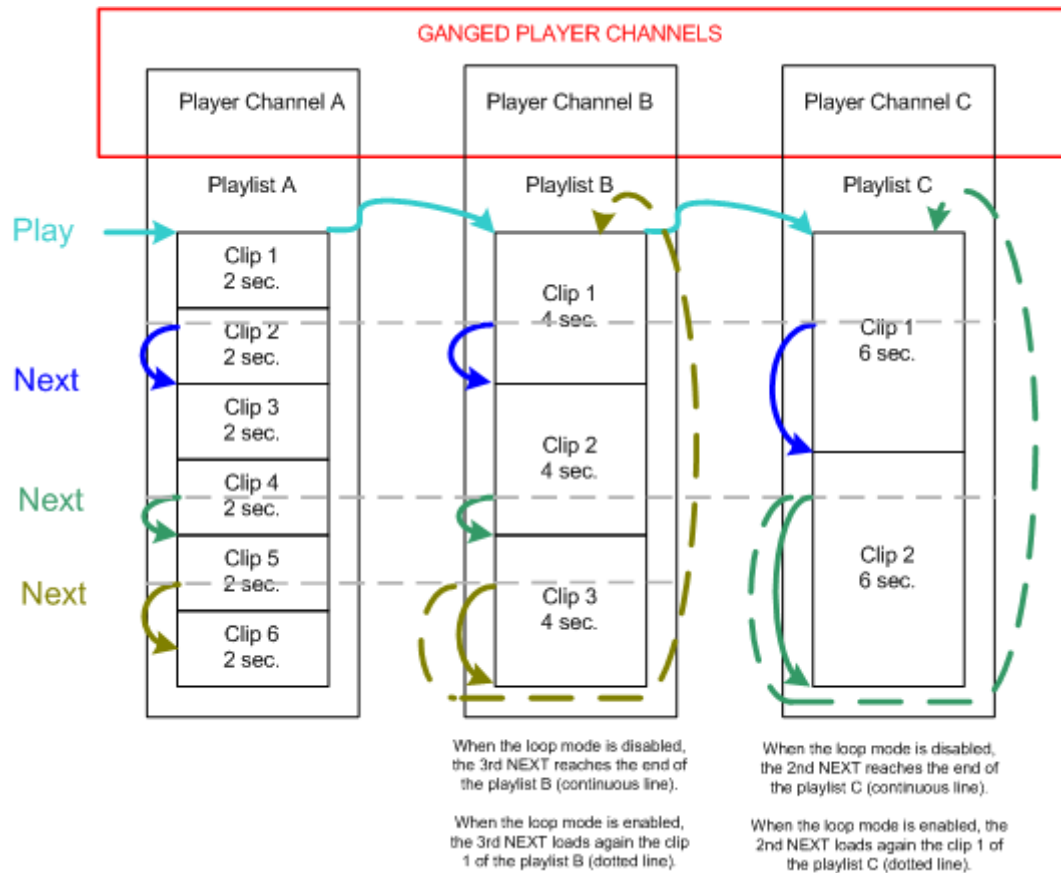 GANGED PLAYER CHANNELS
Player Channel A
Player Channel B
Player Channel C
Playlist A
Playlist B
Playlist C
Play
Next
Next
Next
Clip 1
2 sec.
Clip 2
2 sec.
Clip 3
2 sec.
Clip 4
2 sec.
Clip 5
2 sec.
Clip 6
2 sec.
Clip 1
4 sec.
Clip 2
4 sec.
Clip 3
4 sec.
Clip 1
6 sec.
Clip 2
6 sec.
When the loop mode is disabled,
the 3rd NEXT reaches the end of
the playlist B (continuous line).
When the loop mode is enabled,
the 3rd NEXT loads again the clip
1 of the playlist B (dotted line).
When the loop mode is disabled,
the 2nd NEXT reaches the end of
the playlist C (continuous line).
When the loop mode is enabled, the
2nd NEXT loads again the clip 1 of
the playlist C (dotted line).